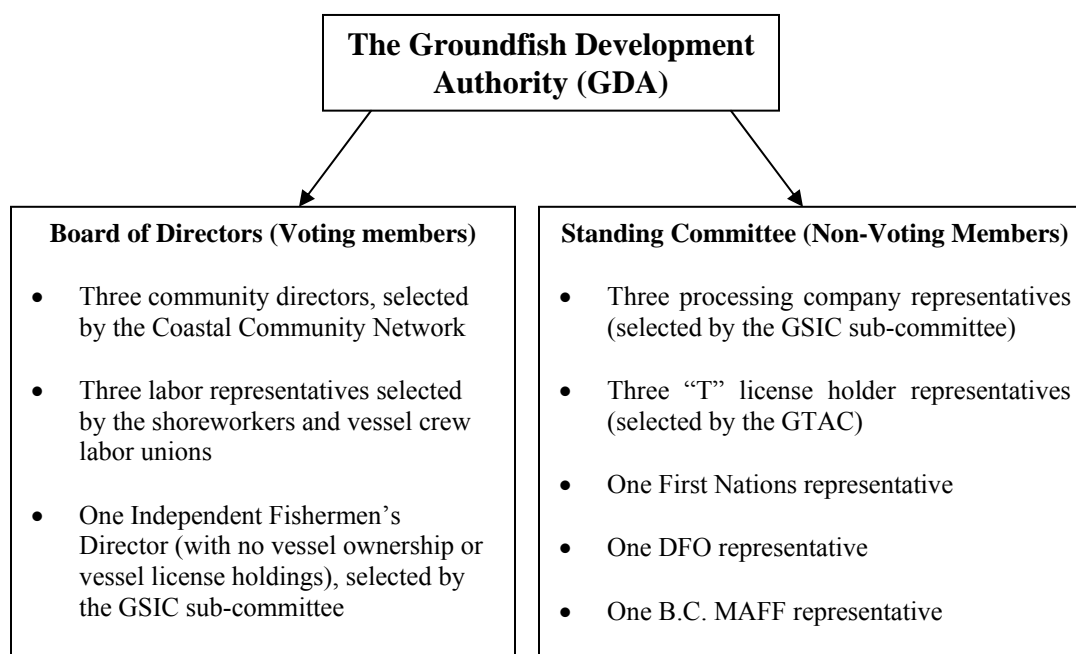 The Groundfish Development
Authority (GDA)
Board of Directors (Voting members)
• Three community directors, selected
by the Coastal Community Network
• Three labor representatives selected
by the shoreworkers and vessel crew
labor unions
• One Independent Fishermen’s
Director (with no vessel ownership or
vessel license holdings), selected by
the GSIC sub-committee
Standing Committee (Non-Voting Members)
• Three processing company representatives
(selected by the GSIC sub-committee)
• Three “T” license holder representatives
(selected by the GTAC)
• One First Nations representative
• One DFO representative
• One B.C. MAFF representative